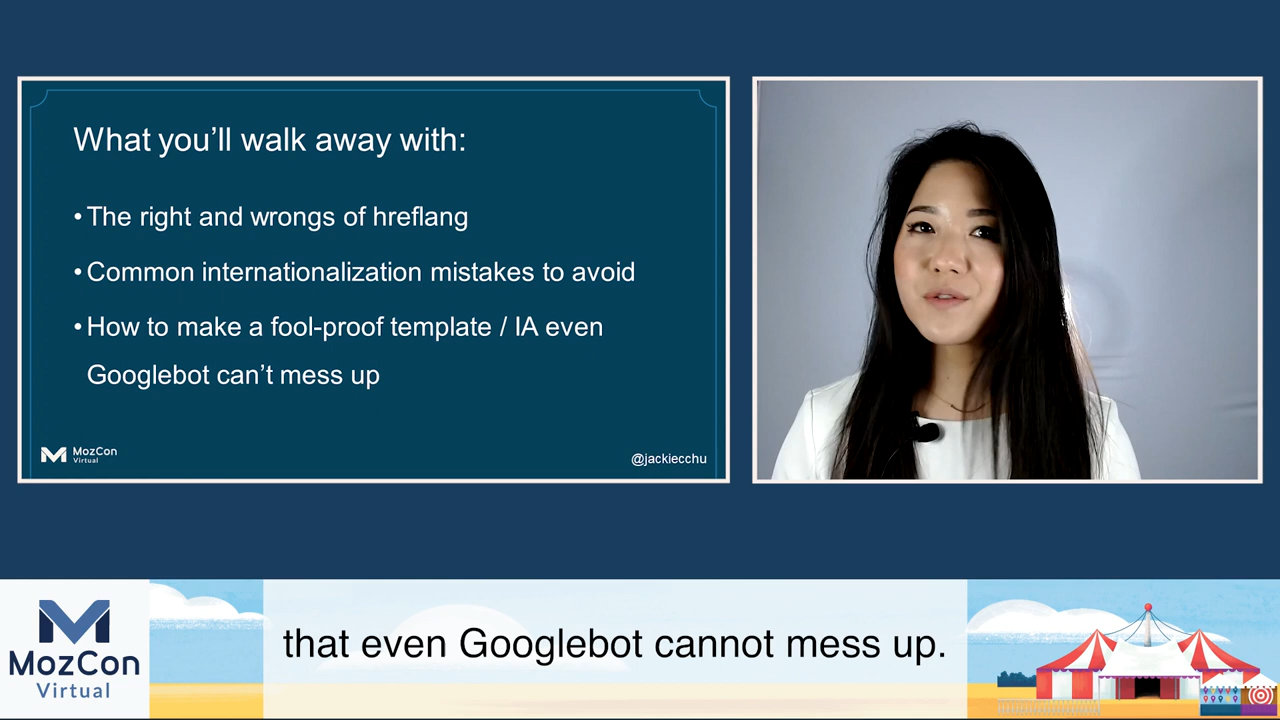 What you'll walk away with:
• The right and wrongs of hreflang
• Common internationalization mistakes to avoid
• How to make a fool-proof template / IA even
Googlebot can't mess up
MozCon
Virtual
@jackiecchu
that even Googlebot cannot mess up.
MozCon
Virtual